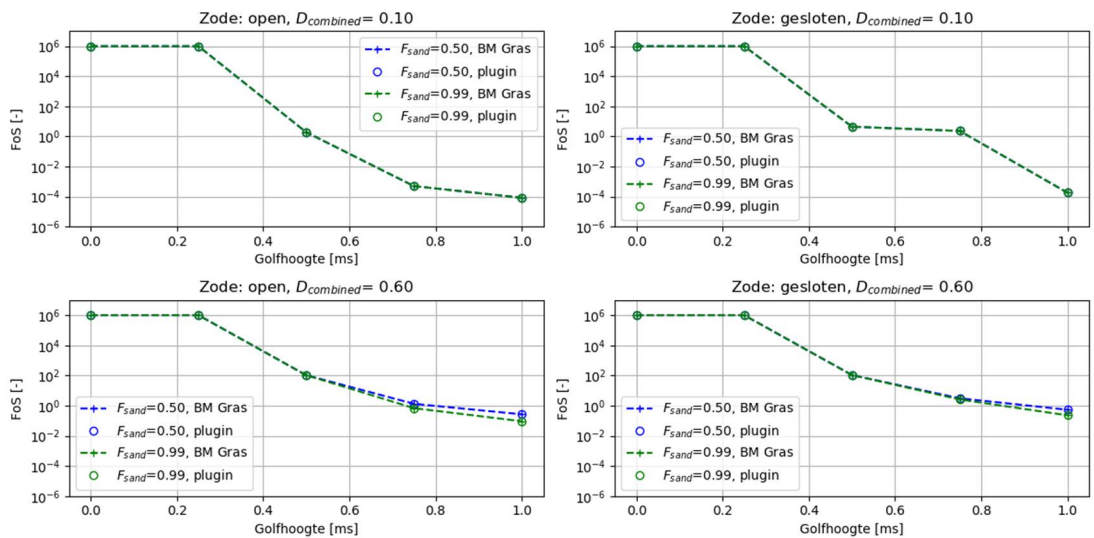 Zode: open, D_combined= 0.10
FoS [-]
10^6
10^4
10^2
10^0
10^−2
10^−4
10^−6
F_sand=0.50, BM Gras
F_sand=0.50, plugin
F_sand=0.99, BM Gras
F_sand=0.99, plugin
0.0 0.2 0.4 0.6 0.8 1.0
Golfhoogte [ms]
Zode: gesloten, D_combined= 0.10
FoS [-]
10^6
10^4
10^2
10^0
10^−2
10^−4
10^−6
F_sand=0.50, BM Gras
F_sand=0.50, plugin
F_sand=0.99, BM Gras
F_sand=0.99, plugin
0.0 0.2 0.4 0.6 0.8 1.0
Golfhoogte [ms]
Zode: open, D_combined= 0.60
FoS [-]
10^6
10^4
10^2
10^0
10^−2
10^−4
10^−6
F_sand=0.50, BM Gras
F_sand=0.50, plugin
F_sand=0.99, BM Gras
F_sand=0.99, plugin
0.0 0.2 0.4 0.6 0.8 1.0
Golfhoogte [ms]
Zode: gesloten, D_combined= 0.60
FoS [-]
10^6
10^4
10^2
10^0
10^−2
10^−4
10^−6
F_sand=0.50, BM Gras
F_sand=0.50, plugin
F_sand=0.99, BM Gras
F_sand=0.99, plugin
0.0 0.2 0.4 0.6 0.8 1.0
Golfhoogte [ms]